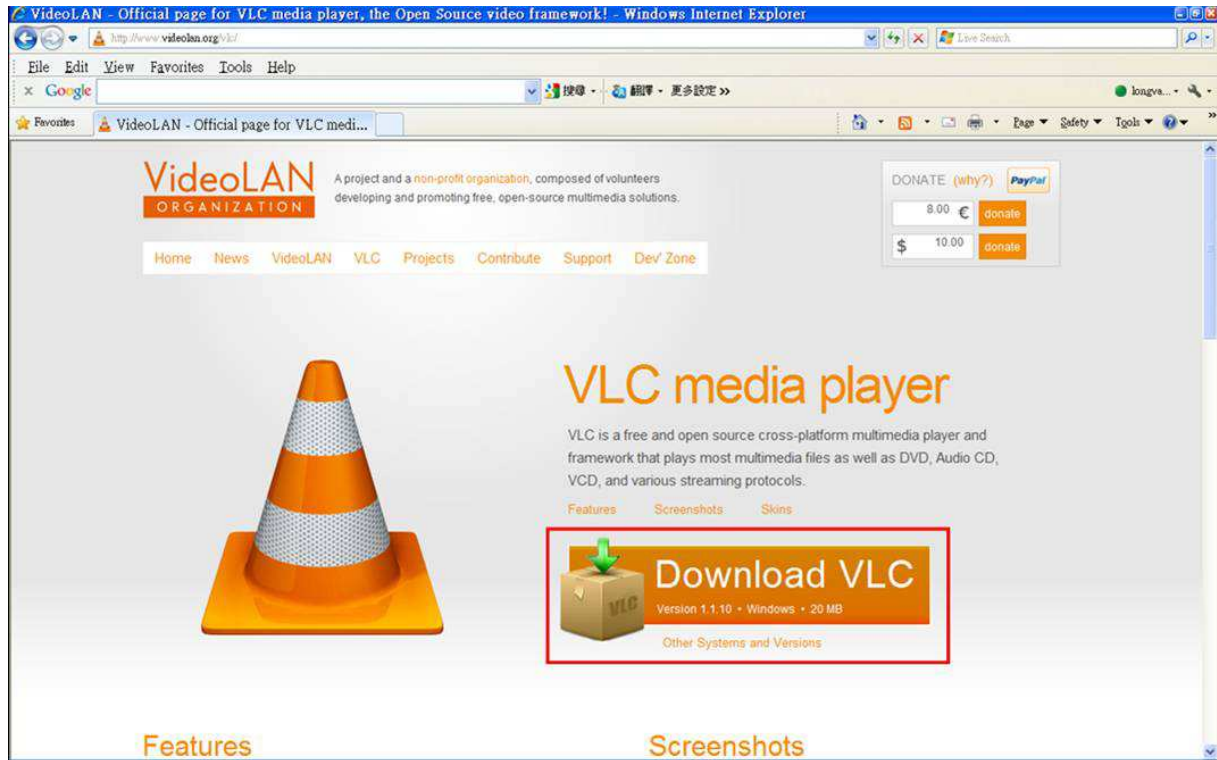 VideoLAN - Official page for VLC media player, the Open Source video framework! - Windows Internet Explorer
http://www.videolan.org/vlc/
Live Search
File Edit View Favorites Tools Help
x Google
搜尋
翻譯
更多設定 »
longva...
Favorites
VideoLAN - Official page for VLC medi...
Page Safety Tools »
VideoLAN
ORGANIZATION
A project and a non-profit organization, composed of volunteers
developing and promoting free, open-source multimedia solutions.
DONATE (why?) PayPal
8.00 € donate
$ 10.00 donate
Home News VideoLAN VLC Projects Contribute Support Dev' Zone
VLC media player
VLC is a free and open source cross-platform multimedia player and
framework that plays most multimedia files as well as DVD, Audio CD,
VCD, and various streaming protocols.
Features Screenshots Skins
VLC
Download VLC
Version 1.1.10 • Windows • 20 MB
Other Systems and Versions
Features Screenshots